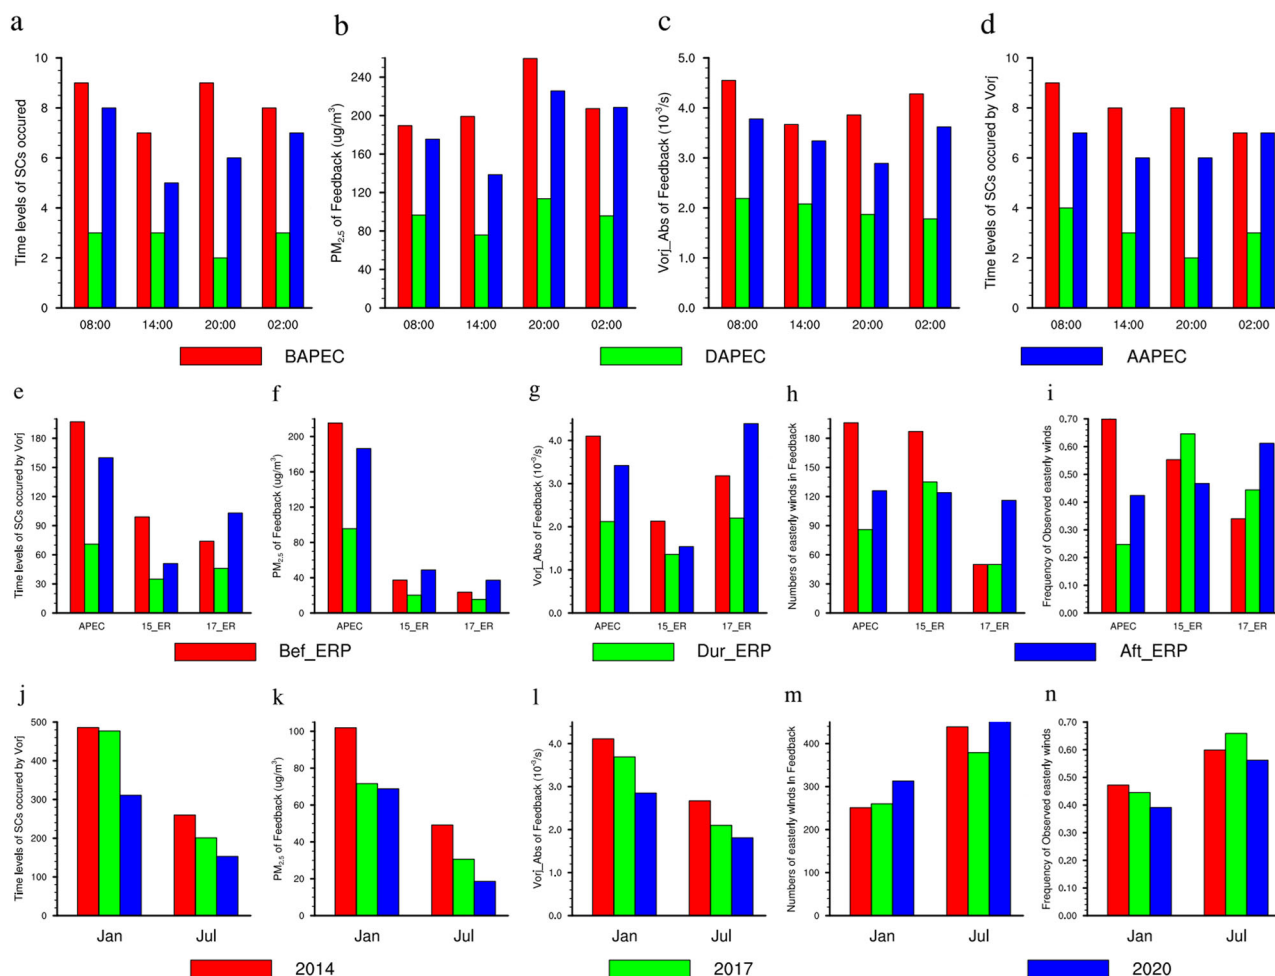 a
Time levels of SCs occured
10
8
6
4
2
0
08:00 14:00 20:00 02:00
b
PM2.5 of Feedback (ug/m³)
240
200
160
120
80
40
0
08:00 14:00 20:00 02:00
c
Vorj_Abs of Feedback (10⁻³/s)
5.0
4.0
3.0
2.0
1.0
0.0
08:00 14:00 20:00 02:00
d
Time levels of SCs occured by Vorj
10
8
6
4
2
0
08:00 14:00 20:00 02:00
BAPEC DAPEC AAPEC
e
Time levels of SCs occured by Vorj
180
150
120
90
60
30
0
APEC 15_ER 17_ER
f
PM2.5 of Feedback (ug/m³)
200
160
120
80
40
0
APEC 15_ER 17_ER
g
Vorj_Abs of Feedback (10⁻³/s)
4.0
3.0
2.0
1.0
0.0
APEC 15_ER 17_ER
h
Numbers of easterly winds in Feedback
180
150
120
90
60
30
0
APEC 15_ER 17_ER
i
Frequency of Observed easterly winds
0.70
0.60
0.50
0.40
0.30
0.20
0.10
0.00
APEC 15_ER 17_ER
Bef_ERP Dur_ERP Aft_ERP
j
Time levels of SCs occured by Vorj
500
400
300
200
100
0
Jan Jul
k
PM2.5 of Feedback (ug/m³)
100
80
60
40
20
0
Jan Jul
l
Vorj_Abs of Feedback (10⁻³/s)
4.0
3.0
2.0
1.0
0.0
Jan Jul
m
Numbers of easterly winds in Feedback
400
300
200
100
0
Jan Jul
n
Frequency of Observed easterly winds
0.70
0.60
0.50
0.40
0.30
0.20
0.10
0.00
Jan Jul
2014 2017 2020